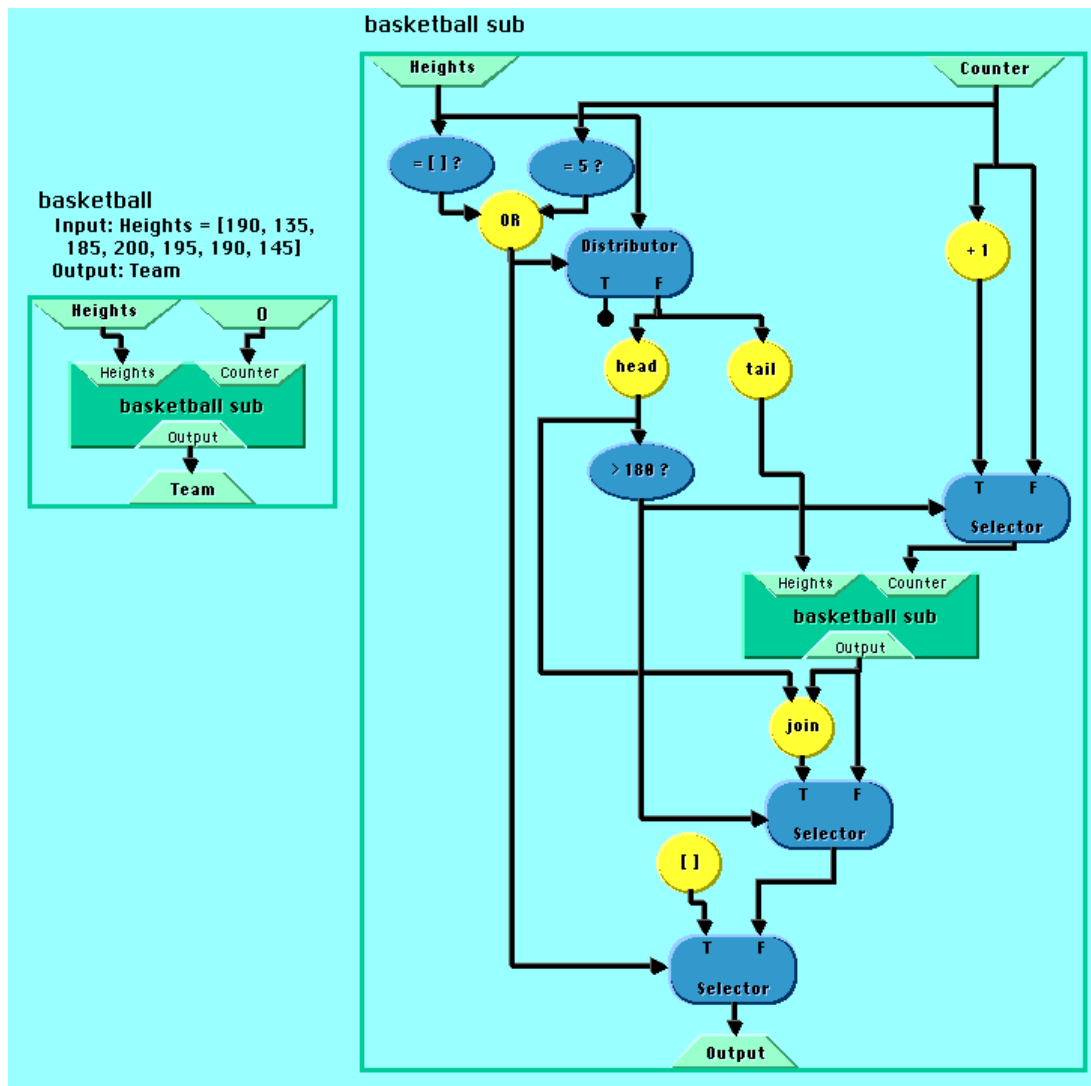 basketball sub
Heights
Counter
= [ ] ?
= 5 ?
OR
Distributor
T F
+ 1
head
tail
> 180 ?
T F
Selector
Heights Counter
basketball sub
Output
join
T F
Selector
[ ]
T F
Selector
Output
basketball
Input: Heights = [190, 135,
185, 200, 195, 190, 145]
Output: Team
Heights
0
Heights Counter
basketball sub
Output
Team